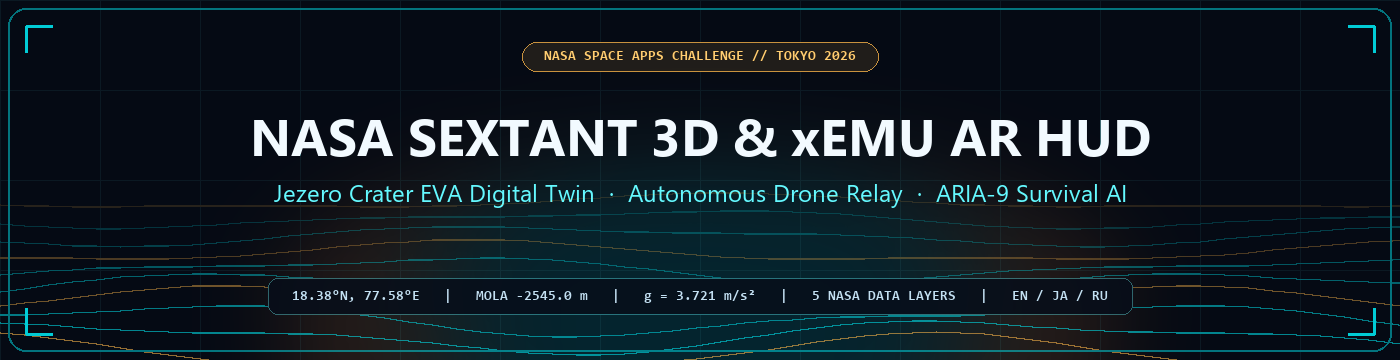 NASA SPACE APPS CHALLENGE // TOKYO 2026
NASA SEXTANT 3D & xEMU AR HUD
Jezero Crater EVA Digital Twin · Autonomous Drone Relay · ARIA-9 Survival AI
18.38°N, 77.58°E | MOLA -2545.0 m | g = 3.721 m/s² | 5 NASA DATA LAYERS | EN / JA / RU